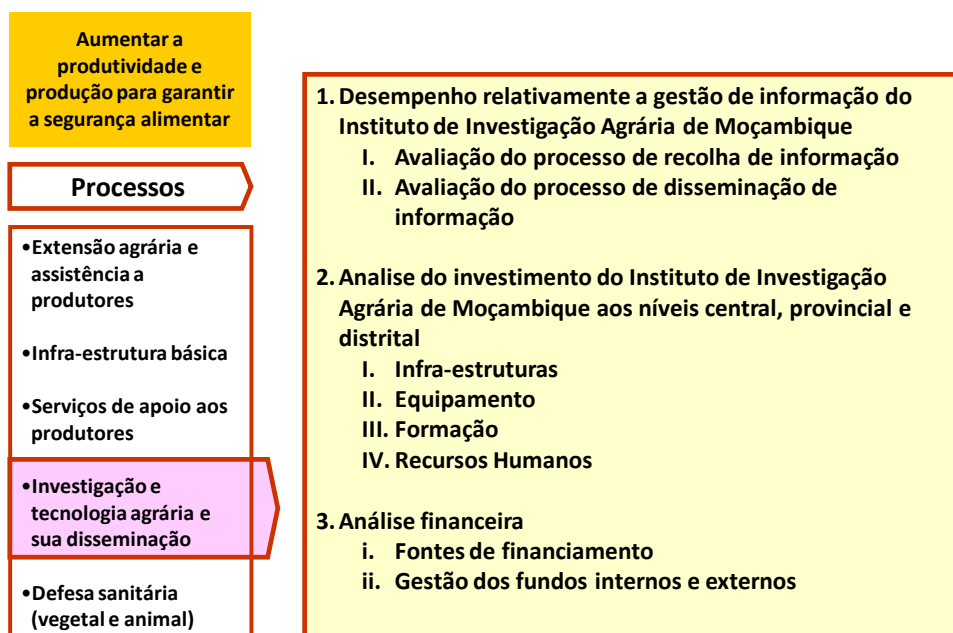 Aumentar a
produtividade e
produção para garantir
a segurança alimentar
Processos
•Extensão agrária e
assistência a
produtores
•Infra-estrutura básica
•Serviços de apoio aos
produtores
•Investigação e
tecnologia agrária e
sua disseminação
•Defesa sanitária
(vegetal e animal)
1. Desempenho relativamente a gestão de informação do
Instituto de Investigação Agrária de Moçambique
I. Avaliação do processo de recolha de informação
II. Avaliação do processo de disseminação de
informação
2. Analise do investimento do Instituto de Investigação
Agrária de Moçambique aos níveis central, provincial e
distrital
I. Infra-estruturas
II. Equipamento
III. Formação
IV. Recursos Humanos
3. Análise financeira
i. Fontes de financiamento
ii. Gestão dos fundos internos e externos